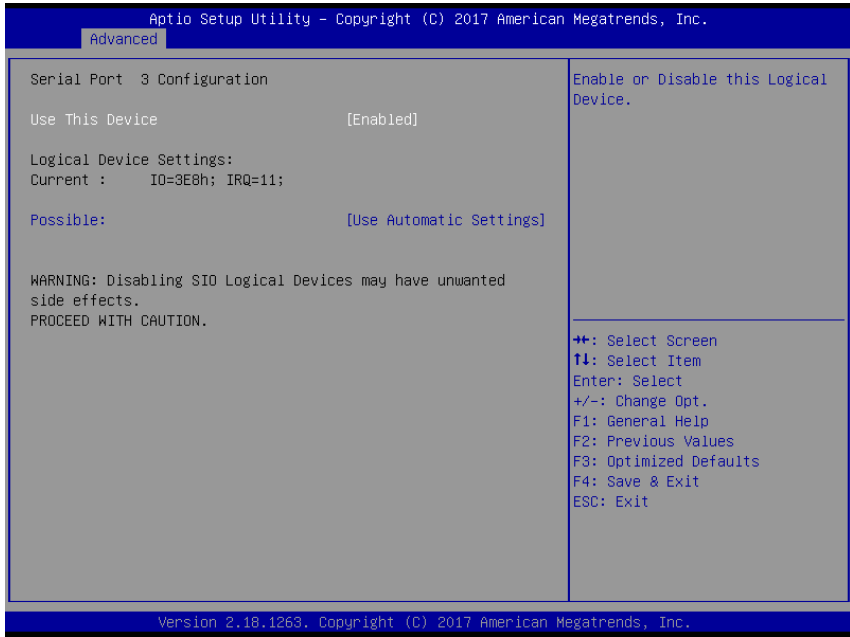 Aptio Setup Utility – Copyright (C) 2017 American Megatrends, Inc.
Advanced
Serial Port  3 Configuration
Use This Device [Enabled]
Logical Device Settings:
Current :     IO=3E8h; IRQ=11;
Possible: [Use Automatic Settings]
WARNING: Disabling SIO Logical Devices may have unwanted
side effects.
PROCEED WITH CAUTION.
Enable or Disable this Logical
Device.
→←: Select Screen
↑↓: Select Item
Enter: Select
+/-: Change Opt.
F1: General Help
F2: Previous Values
F3: Optimized Defaults
F4: Save & Exit
ESC: Exit
Version 2.18.1263. Copyright (C) 2017 American Megatrends, Inc.